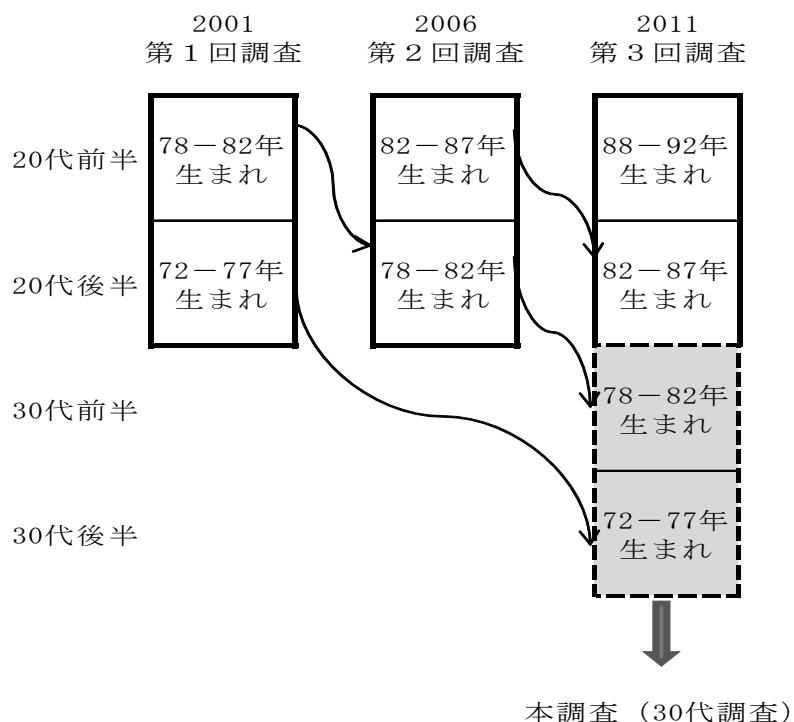 2001
第１回調査
2006
第２回調査
2011
第３回調査
20代前半
78－82年
生まれ
82－87年
生まれ
88－92年
生まれ
20代後半
72－77年
生まれ
78－82年
生まれ
82－87年
生まれ
30代前半
78－82年
生まれ
30代後半
72－77年
生まれ
本調査（30代調査）